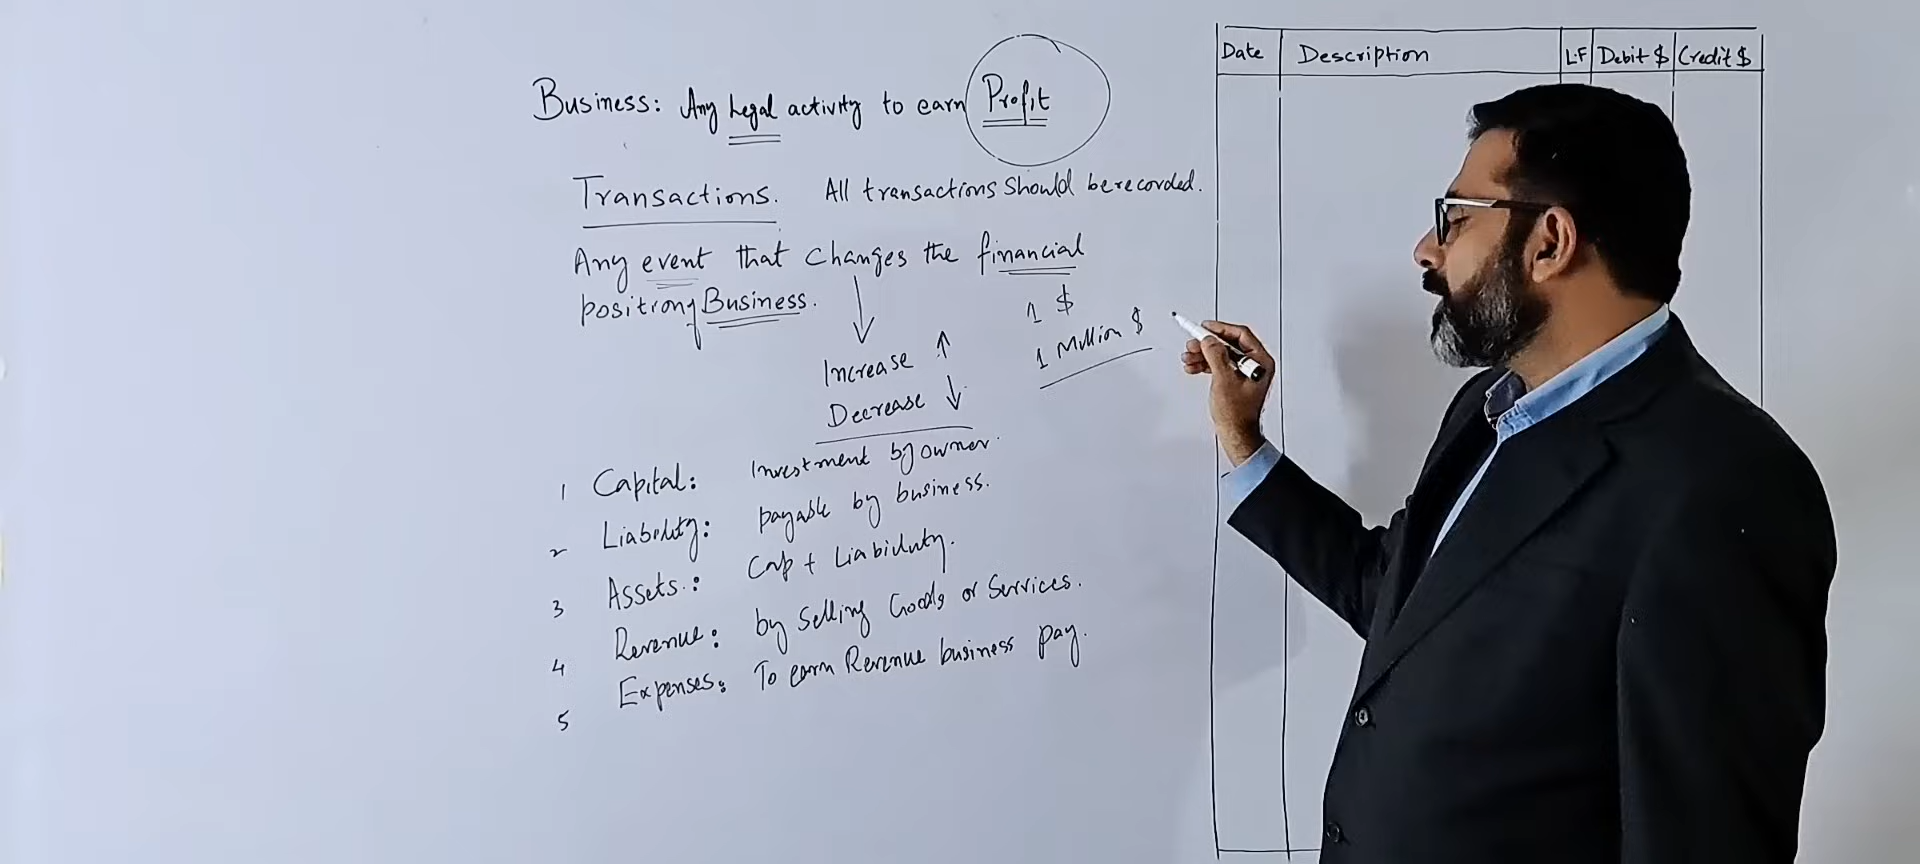 Business: Any Legal activity to earn Profit
Transactions. All transactions should be recorded.
Any event that changes the financial
position of Business.
1 $
1 Million $
Increase ↑
Decrease ↓
1 Capital: Investment by owner.
2 Liability: payable by business.
3 Assets.: Cap + Liability.
4 Revenue: by Selling Goods or Services.
5 Expenses: To earn Revenue business pay.
Date Description L.F Debit $ Credit $